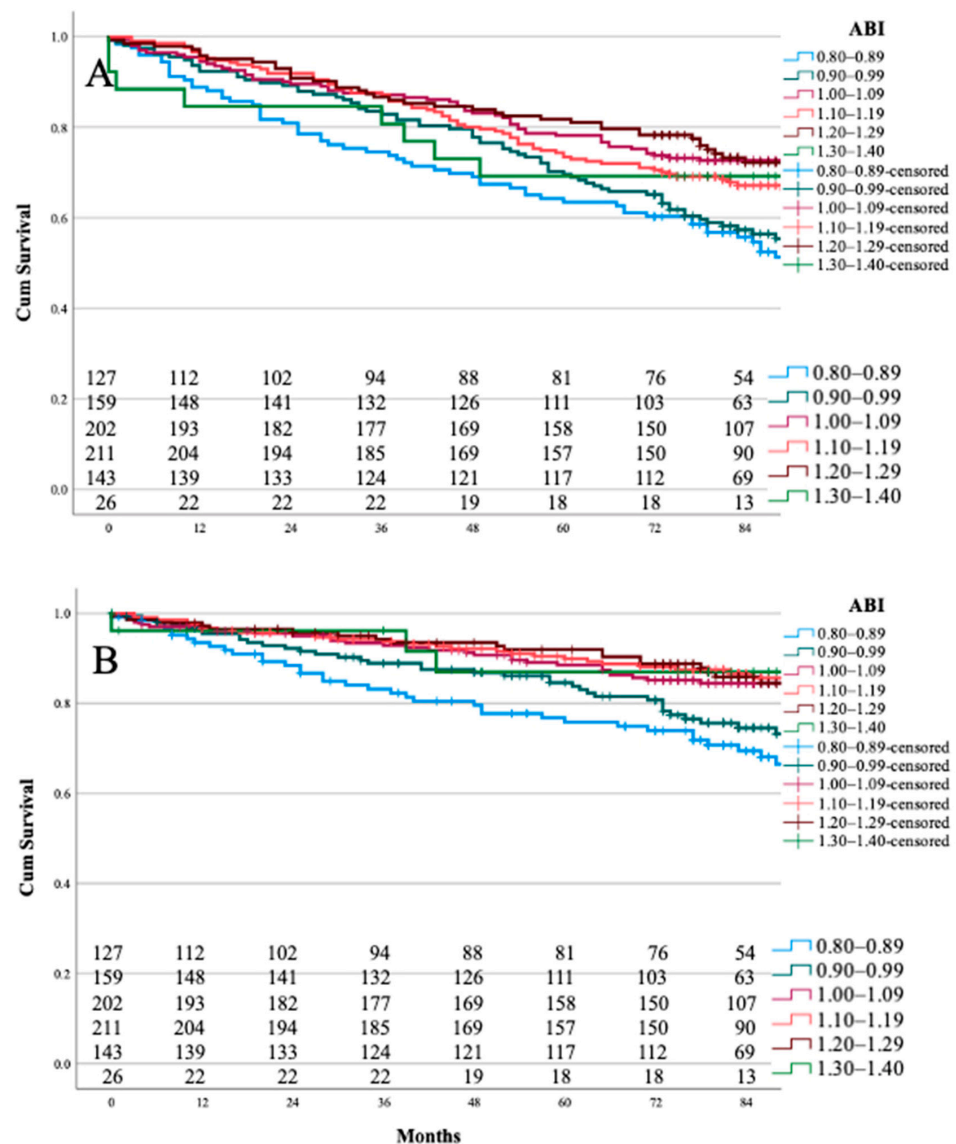 ABI
A
1.0
0.8
0.6
0.4
0.2
0.0
Cum Survival
0.80–0.89
0.90–0.99
1.00–1.09
1.10–1.19
1.20–1.29
1.30–1.40
0.80–0.89-censored
0.90–0.99-censored
1.00–1.09-censored
1.10–1.19-censored
1.20–1.29-censored
1.30–1.40-censored
127 112 102 94 88 81 76 54 0.80–0.89
159 148 141 132 126 111 103 63 0.90–0.99
202 193 182 177 169 158 150 107 1.00–1.09
211 204 194 185 169 157 150 90 1.10–1.19
143 139 133 124 121 117 112 69 1.20–1.29
26 22 22 22 19 18 18 13 1.30–1.40
0 12 24 36 48 60 72 84
ABI
B
1.0
0.8
0.6
0.4
0.2
0.0
Cum Survival
0.80–0.89
0.90–0.99
1.00–1.09
1.10–1.19
1.20–1.29
1.30–1.40
0.80–0.89-censored
0.90–0.99-censored
1.00–1.09-censored
1.10–1.19-censored
1.20–1.29-censored
1.30–1.40-censored
127 112 102 94 88 81 76 54 0.80–0.89
159 148 141 132 126 111 103 63 0.90–0.99
202 193 182 177 169 158 150 107 1.00–1.09
211 204 194 185 169 157 150 90 1.10–1.19
143 139 133 124 121 117 112 69 1.20–1.29
26 22 22 22 19 18 18 13 1.30–1.40
0 12 24 36 48 60 72 84
Months